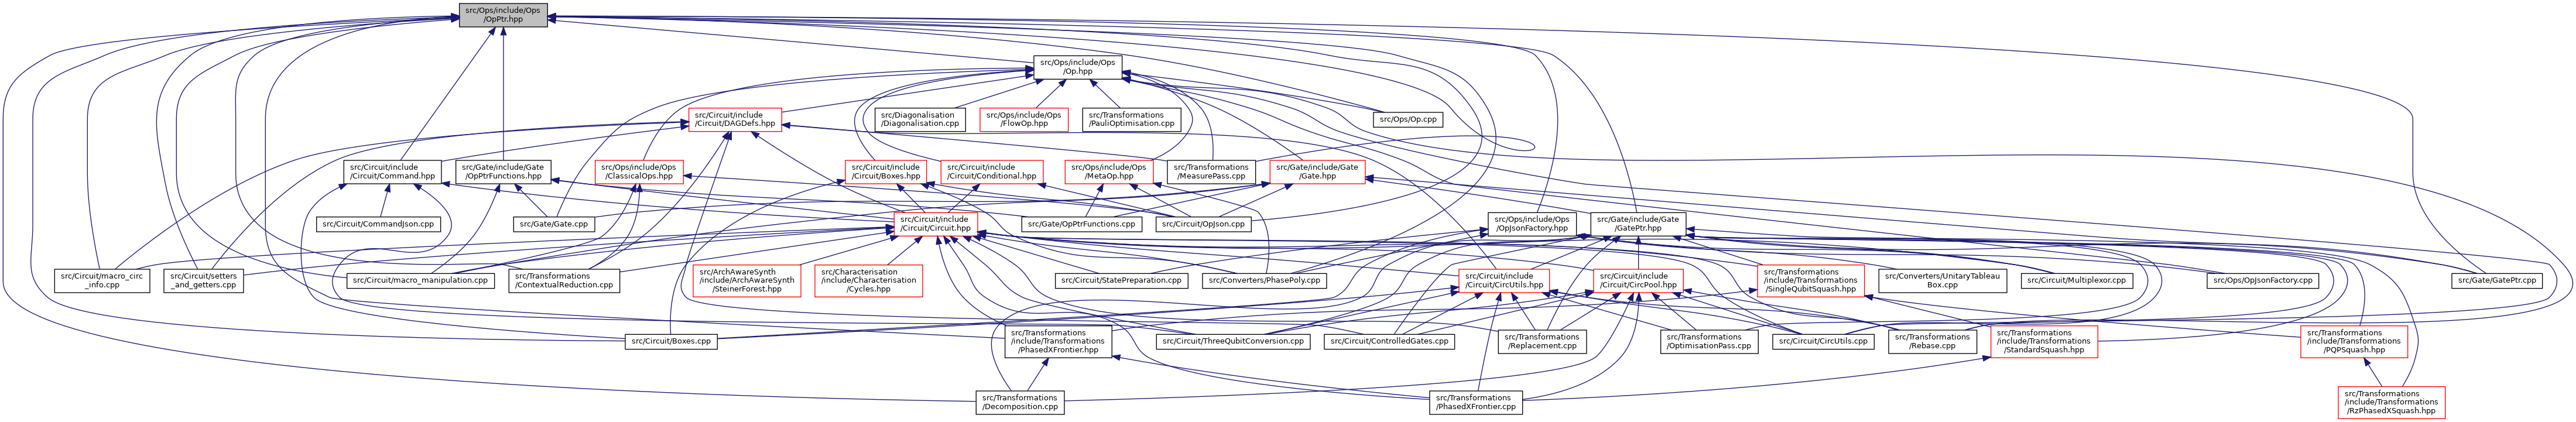 src/Ops/include/Ops
/OpPtr.hpp
src/Ops/include/Ops
/Op.hpp
src/Circuit/include
/Circuit/DAGDefs.hpp
src/Diagonalisation
/Diagonalisation.cpp
src/Ops/include/Ops
/FlowOp.hpp
src/Transformations
/PauliOptimisation.cpp
src/Ops/Op.cpp
src/Circuit/include
/Circuit/Command.hpp
src/Gate/include/Gate
/OpPtrFunctions.hpp
src/Ops/include/Ops
/ClassicalOps.hpp
src/Circuit/include
/Circuit/Boxes.hpp
src/Circuit/include
/Circuit/Conditional.hpp
src/Ops/include/Ops
/MetaOp.hpp
src/Transformations
/MeasurePass.cpp
src/Gate/include/Gate
/Gate.hpp
src/Circuit/CommandJson.cpp
src/Gate/Gate.cpp
src/Circuit/include
/Circuit/Circuit.hpp
src/Gate/OpPtrFunctions.cpp
src/Circuit/OpJson.cpp
src/Ops/include/Ops
/OpJsonFactory.hpp
src/Gate/include/Gate
/GatePtr.hpp
src/Circuit/macro_circ
_info.cpp
src/Circuit/setters
_and_getters.cpp
src/Circuit/macro_manipulation.cpp
src/Transformations
/ContextualReduction.cpp
src/ArchAwareSynth
/include/ArchAwareSynth
/SteinerForest.hpp
src/Characterisation
/include/Characterisation
/Cycles.hpp
src/Circuit/StatePreparation.cpp
src/Converters/PhasePoly.cpp
src/Circuit/include
/Circuit/CircUtils.hpp
src/Circuit/include
/Circuit/CircPool.hpp
src/Transformations
/include/Transformations
/SingleQubitSquash.hpp
src/Converters/UnitaryTableau
Box.cpp
src/Circuit/Multiplexor.cpp
src/Ops/OpJsonFactory.cpp
src/Gate/GatePtr.cpp
src/Circuit/Boxes.cpp
src/Transformations
/include/Transformations
/PhasedXFrontier.hpp
src/Circuit/ThreeQubitConversion.cpp
src/Circuit/ControlledGates.cpp
src/Transformations
/Replacement.cpp
src/Transformations
/OptimisationPass.cpp
src/Circuit/CircUtils.cpp
src/Transformations
/Rebase.cpp
src/Transformations
/include/Transformations
/StandardSquash.hpp
src/Transformations
/include/Transformations
/PQPSquash.hpp
src/Transformations
/Decomposition.cpp
src/Transformations
/PhasedXFrontier.cpp
src/Transformations
/include/Transformations
/RzPhasedXSquash.hpp